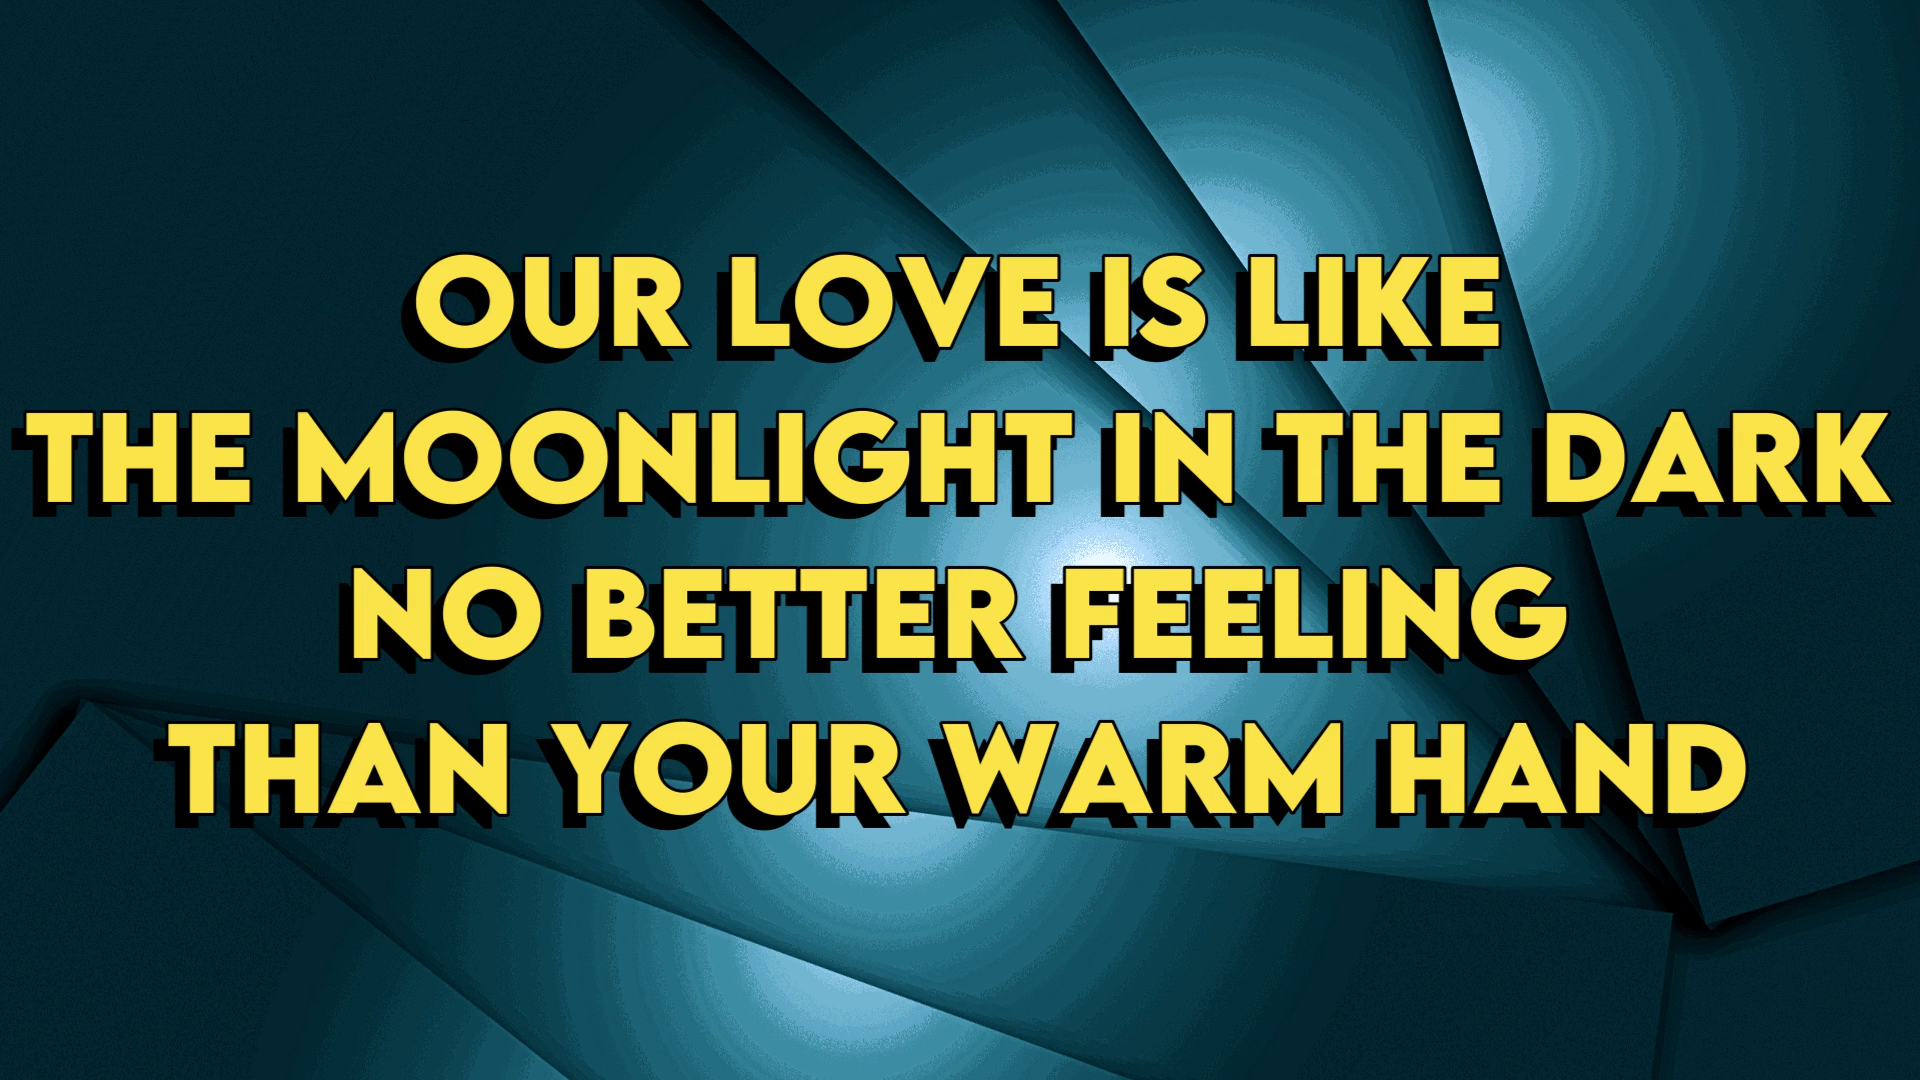 OUR LOVE IS LIKE
THE MOONLIGHT IN THE DARK
NO BETTER FEELING
THAN YOUR WARM HAND